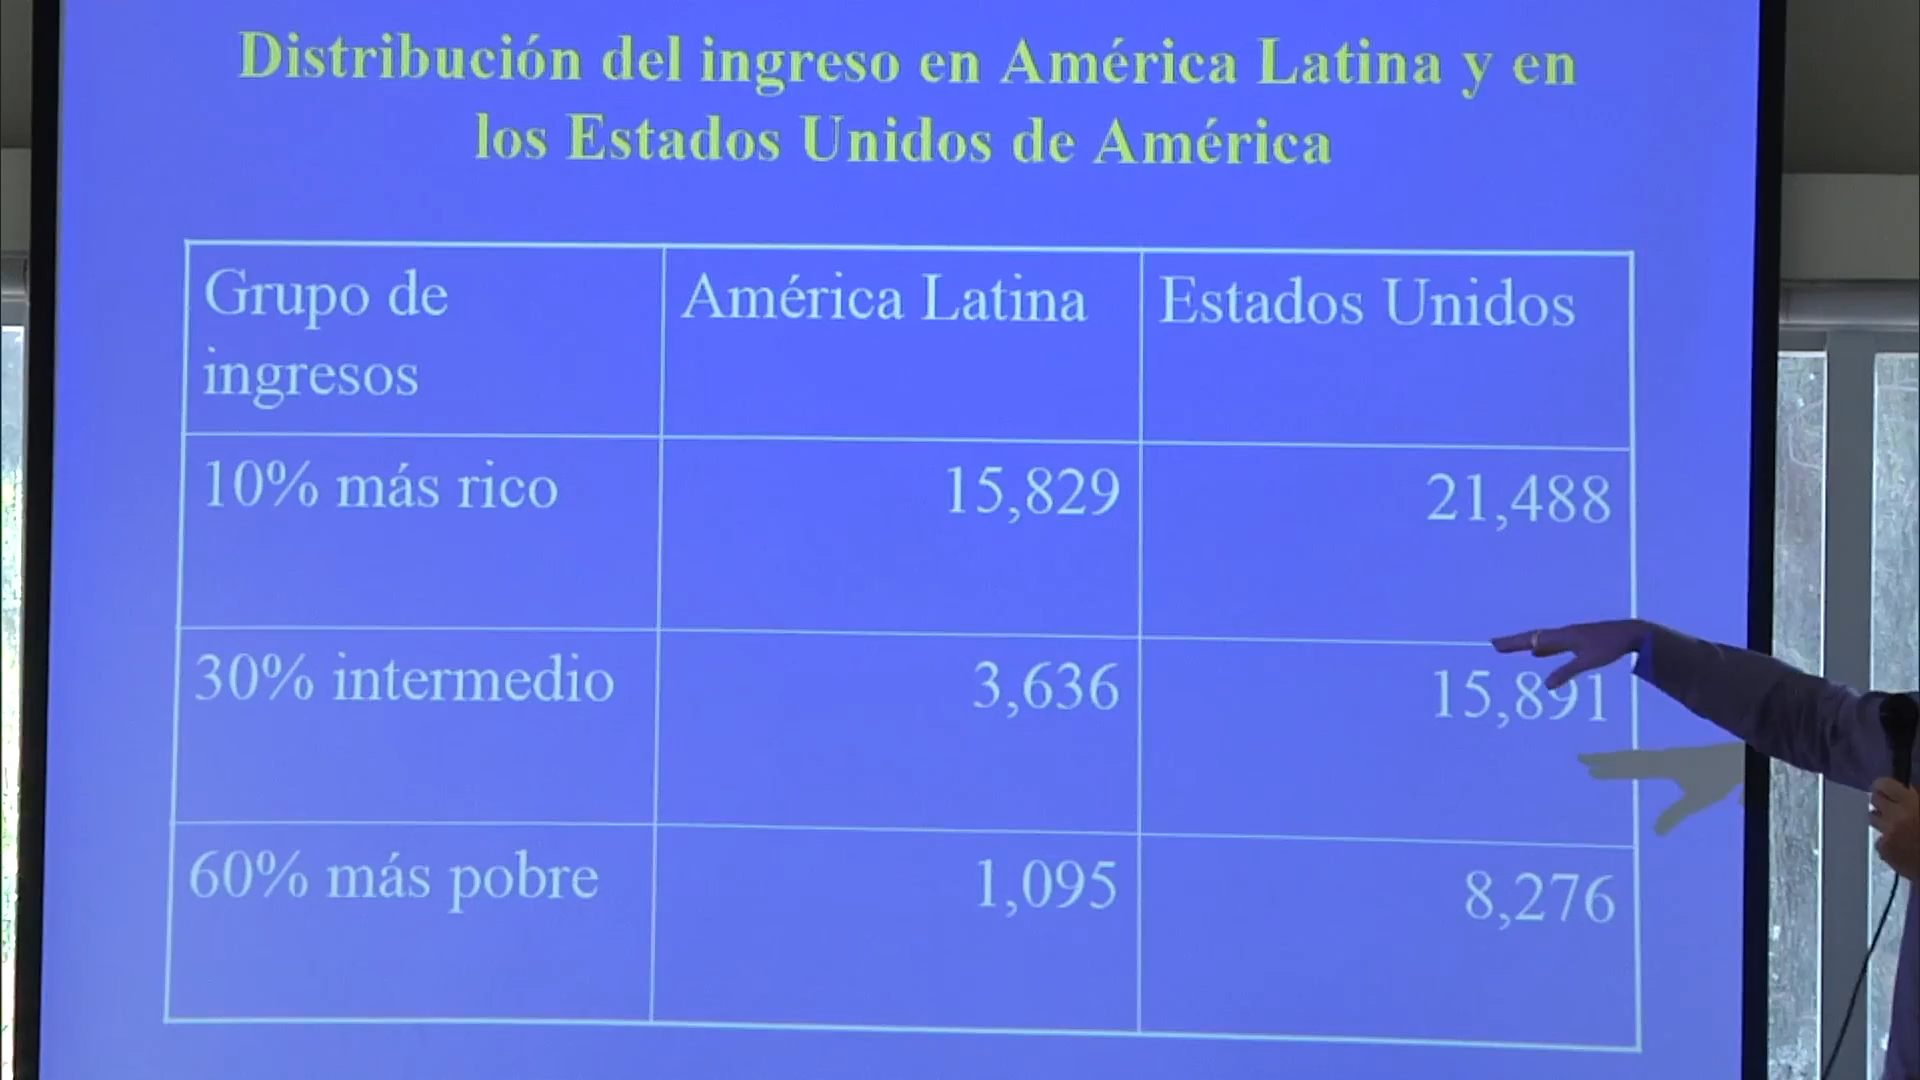 Distribución del ingreso en América Latina y en
los Estados Unidos de América
Grupo de
ingresos
América Latina
Estados Unidos
10% más rico
15,829
21,488
30% intermedio
3,636
15,891
60% más pobre
1,095
8,276